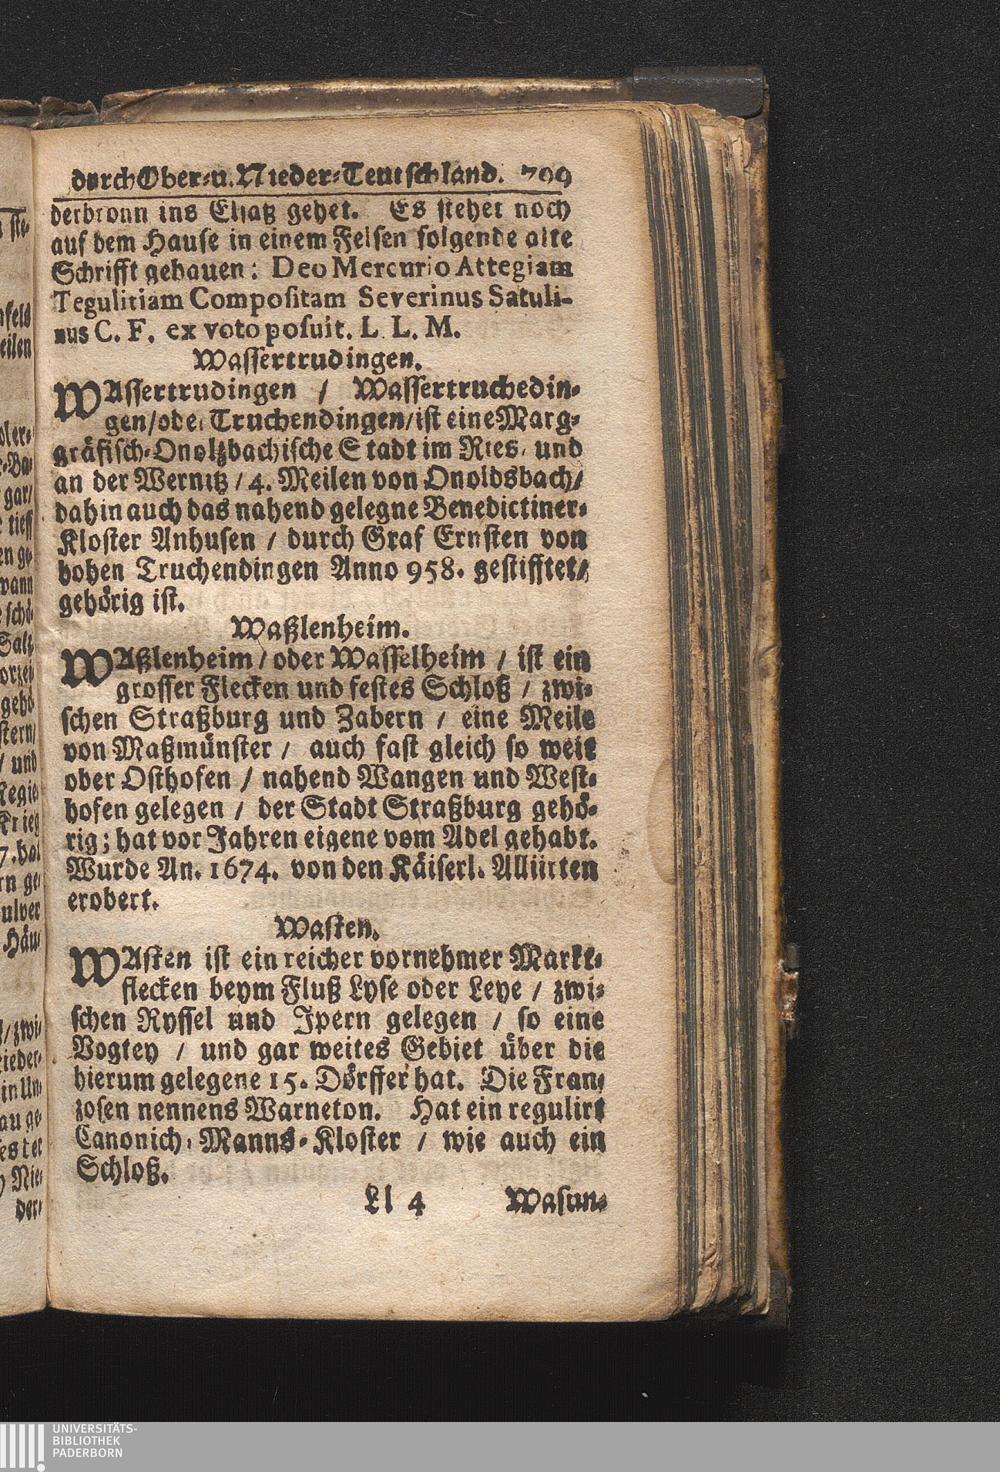 durch Ober- u. Nieder-Teutschland. 709
derbronn ins Elsaß gehet. Es stehet noch
auf dem Hause in einem Felsen folgende alte
Schrifft gehauen: Deo Mercurio Attegiam
Tegulitiam Compositam Severinus Satuli-
nus C. F. ex voto posuit. L. L. M.
Wassertrudingen.
WAssertrudingen / Wassertruchedin-
gen/oder Truchendingen/ist eine Marg-
gräfisch-Onolzbachische Stadt im Ries, und
an der Wernitz / 4. Meilen von Onoldsbach/
dahin auch das nahend gelegne Benedictiner-
Kloster Anhusen / durch Graf Ernsten von
hohen Truchendingen Anno 958. gestifftet/
gehörig ist.
Waßlenheim.
WAßlenheim / oder Wasselheim / ist ein
grosser Flecken und festes Schloß / zwi-
schen Straßburg und Zabern / eine Meile
von Maßmünster / auch fast gleich so weit
ober Osthofen / nahend Wangen und West-
hofen gelegen / der Stadt Straßburg gehö-
rig; hat vor Jahren eigene vom Adel gehabt.
Wurde An. 1674. von den Käiserl. Alliirten
erobert.
Wasten.
WAsten ist ein reicher vornehmer Markt-
flecken beym Fluß Lyse oder Leye / zwi-
schen Ryssel und Ipern gelegen / so eine
Vogtey / und gar weites Gebiet über die
hierum gelegene 15. Dörffer hat. Die Fran-
zosen nennens Warneton. Hat ein regulirt
Canonich-Manns-Kloster / wie auch ein
Schloß.
Ll 4 Wasun-
UNIVERSITÄTS-
BIBLIOTHEK
PADERBORN